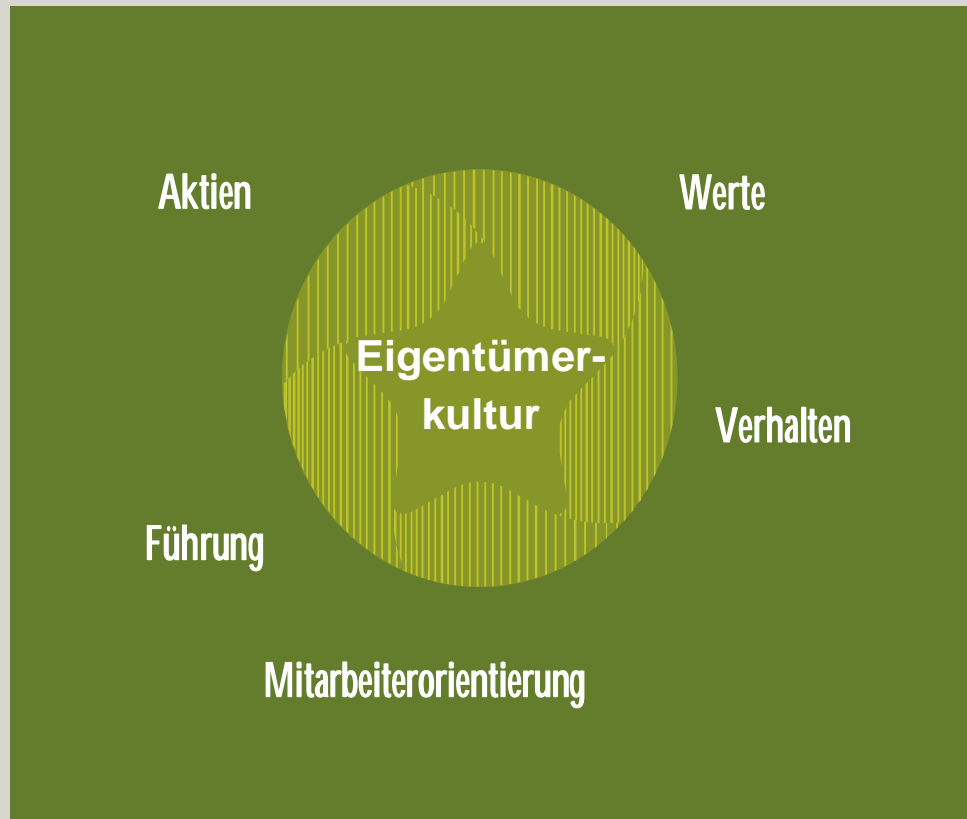 Aktien
Werte
Eigentümer-
kultur
Verhalten
Führung
Mitarbeiterorientierung